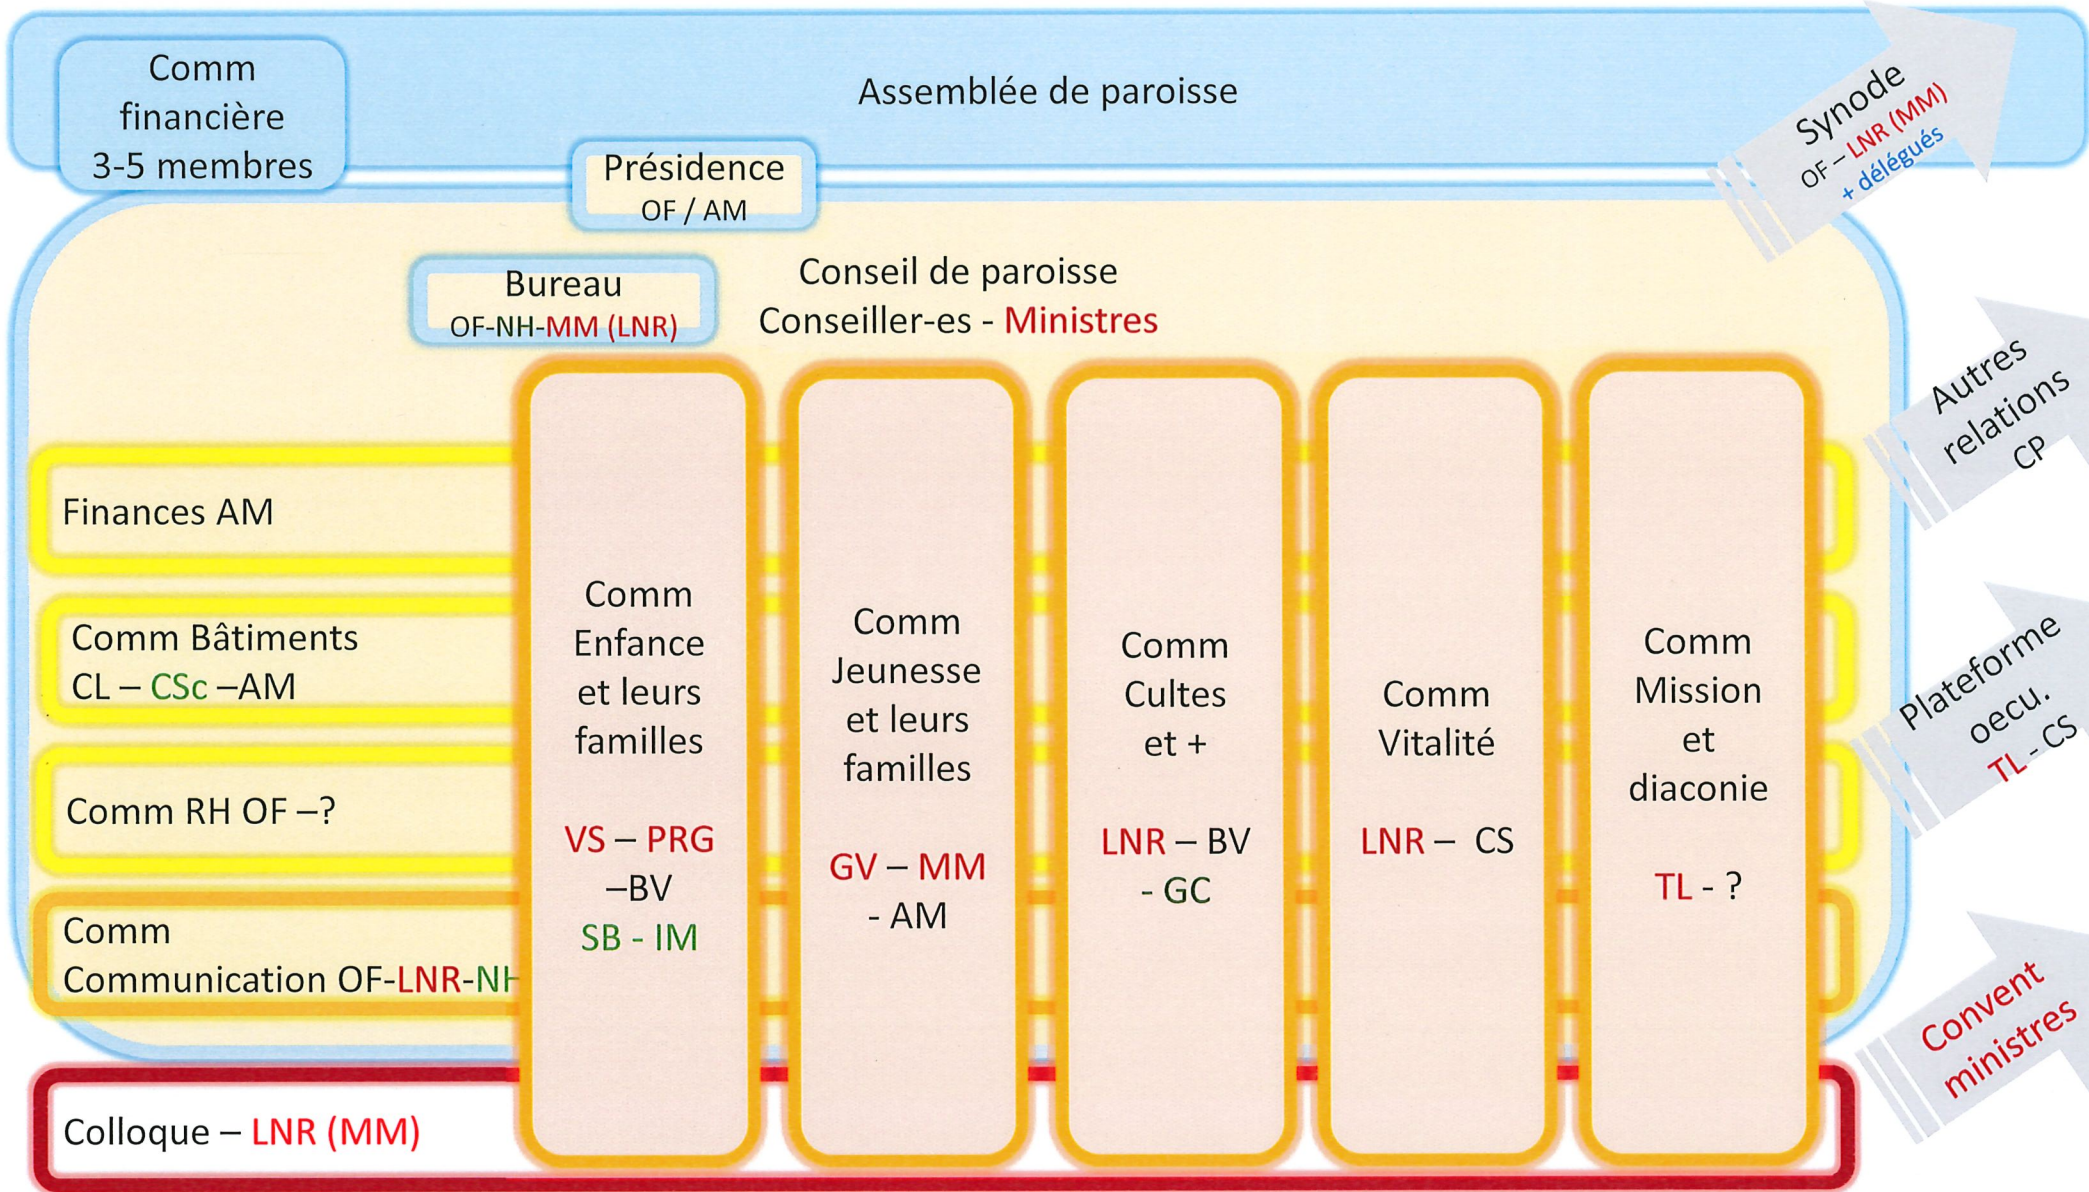 Comm
financière
3-5 membres
Assemblée de paroisse
Synode
OF – LNR (MM)
+ délégués
Présidence
OF / AM
Bureau
OF-NH-MM (LNR)
Conseil de paroisse
Conseiller-es - Ministres
Autres
relations
CP
Finances AM
Comm Bâtiments
CL – CSc –AM
Comm RH OF –?
Comm
Communication OF-LNR-NH
Comm
Enfance
et leurs
familles
VS – PRG
–BV
SB - IM
Comm
Jeunesse
et leurs
familles
GV – MM
- AM
Comm
Cultes
et +
LNR – BV
- GC
Comm
Vitalité
LNR – CS
Comm
Mission
et
diaconie
TL - ?
Plateforme
oecu.
TL - CS
Convent
ministres
Colloque – LNR (MM)